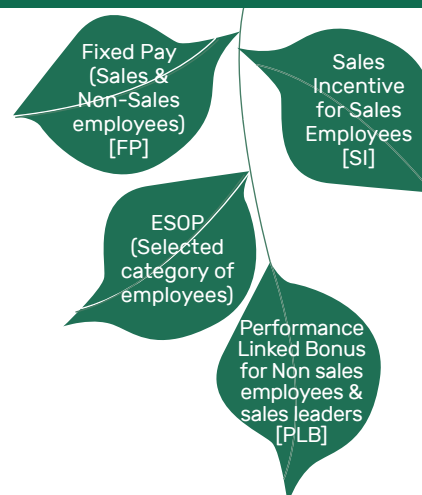 Fixed Pay
(Sales &
Non-Sales
employees)
[FP]
Sales
Incentive
for Sales
Employees
[SI]
ESOP
(Selected
category of
employees)
Performance
Linked Bonus
for Non sales
employees &
sales leaders
[PLB]